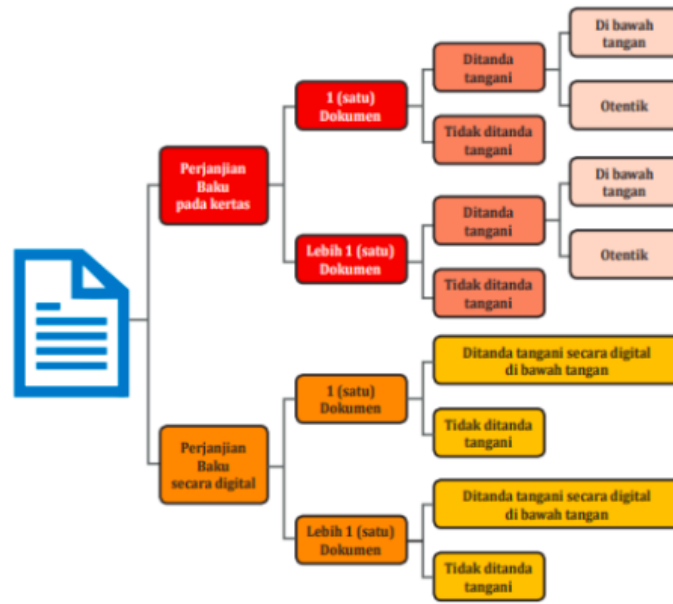 Perjanjian
Baku
pada kertas
1 (satu)
Dokumen
Ditanda
tangani
Di bawah
tangan
Otentik
Tidak ditanda
tangani
Lebih 1 (satu)
Dokumen
Ditanda
tangani
Di bawah
tangan
Otentik
Tidak ditanda
tangani
Perjanjian
Baku
secara digital
1 (satu)
Dokumen
Ditanda tangani secara digital
di bawah tangan
Tidak ditanda
tangani
Lebih 1 (satu)
Dokumen
Ditanda tangani secara digital
di bawah tangan
Tidak ditanda
tangani